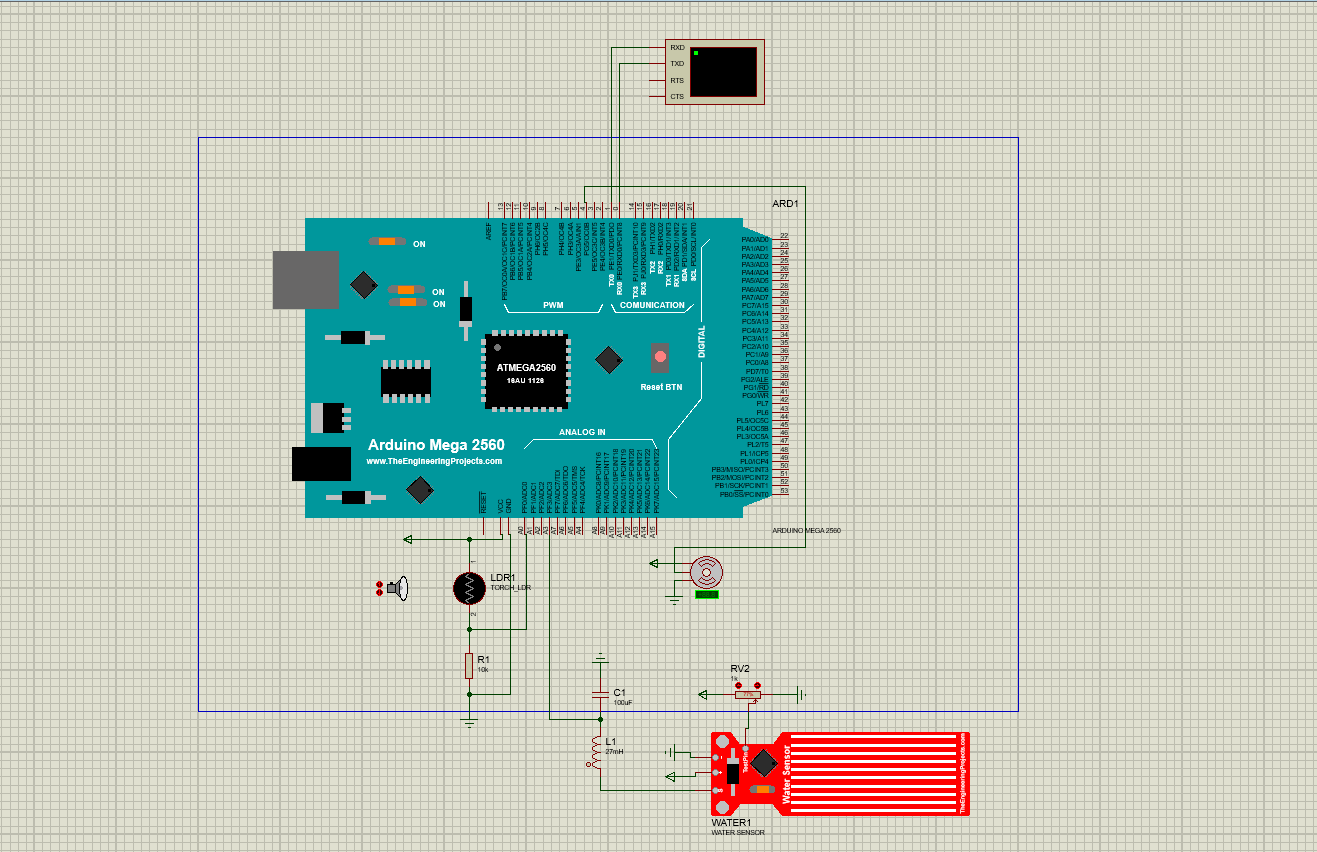 RXD
TXD
RTS
CTS
ARD1
13
12
11
10
9
8
7
6
5
4
3
2
1
0
14
15
16
17
18
19
20
21
AREF
PB7/OC0A/OC1C/PCINT7
PB6/OC1B/PCINT6
PB5/OC1A/PCINT5
PB4/OC2A/PCINT4
PH6/OC2B
PH5/OC4C
PH4/OC4B
PH3/OC4A
PE3/OC3A/AIN1
PG5/OC0B
PE5/OC3C/INT5
PE4/OC3B/INT4
PE1/TXD0/PDO
PE0/RXD0/PCINT8
PJ1/TXD3/PCINT10
PJ0/RXD3/PCINT9
PH1/TXD2
PH0/RXD2
PD3/TXD1/INT3
PD2/RXD1/INT2
PD1/SDA/INT1
PD0/SCL/INT0
TX0
RX0
TX3
RX3
TX2
RX2
TX1
RX1
SDA
SCL
ON
ON
ON
PWM
COMUNICATION
DIGITAL
PA0/AD0 22
PA1/AD1 23
PA2/AD2 24
PA3/AD3 25
PA4/AD4 26
PA5/AD5 27
PA6/AD6 28
PA7/AD7 29
PC7/A15 30
PC6/A14 31
PC5/A13 32
PC4/A12 33
PC3/A11 34
PC2/A10 35
PC1/A9 36
PC0/A8 37
PD7/T0 38
PG2/ALE 39
PG1/RD 40
PG0/WR 41
PL7 42
PL6 43
PL5/OC5C 44
PL4/OC5B 45
PL3/OC5A 46
PL2/T5 47
PL1/ICP5 48
PL0/ICP4 49
PB3/MISO/PCINT3 50
PB2/MOSI/PCINT2 51
PB1/SCK/PCINT1 52
PB0/SS/PCINT0 53
ATMEGA2560
16AU 1126
Reset BTN
ANALOG IN
Arduino Mega 2560
www.TheEngineeringProjects.com
RESET
VCC
GND
PF0/ADC0
PF1/ADC1
PF2/ADC2
PF3/ADC3
PF7/ADC7/TDI
PF6/ADC6/TDO
PF5/ADC5/TMS
PF4/ADC4/TCK
PK0/ADC8/PCINT16
PK1/ADC9/PCINT17
PK2/ADC10/PCINT18
PK3/ADC11/PCINT19
PK4/ADC12/PCINT20
PK5/ADC13/PCINT21
PK6/ADC14/PCINT22
PK7/ADC15/PCINT23
A0
A1
A2
A3
A7
A6
A5
A4
A8
A9
A10
A11
A12
A13
A14
A15
ARDUINO MEGA 2560
1
LDR1
TORCH_LDR
2
R1
10k
C1
100uF
L1
27mH
RV2
1k
77%
TestPin
Water Sensor
TheEngineeringProjects.com
WATER1
WATER SENSOR